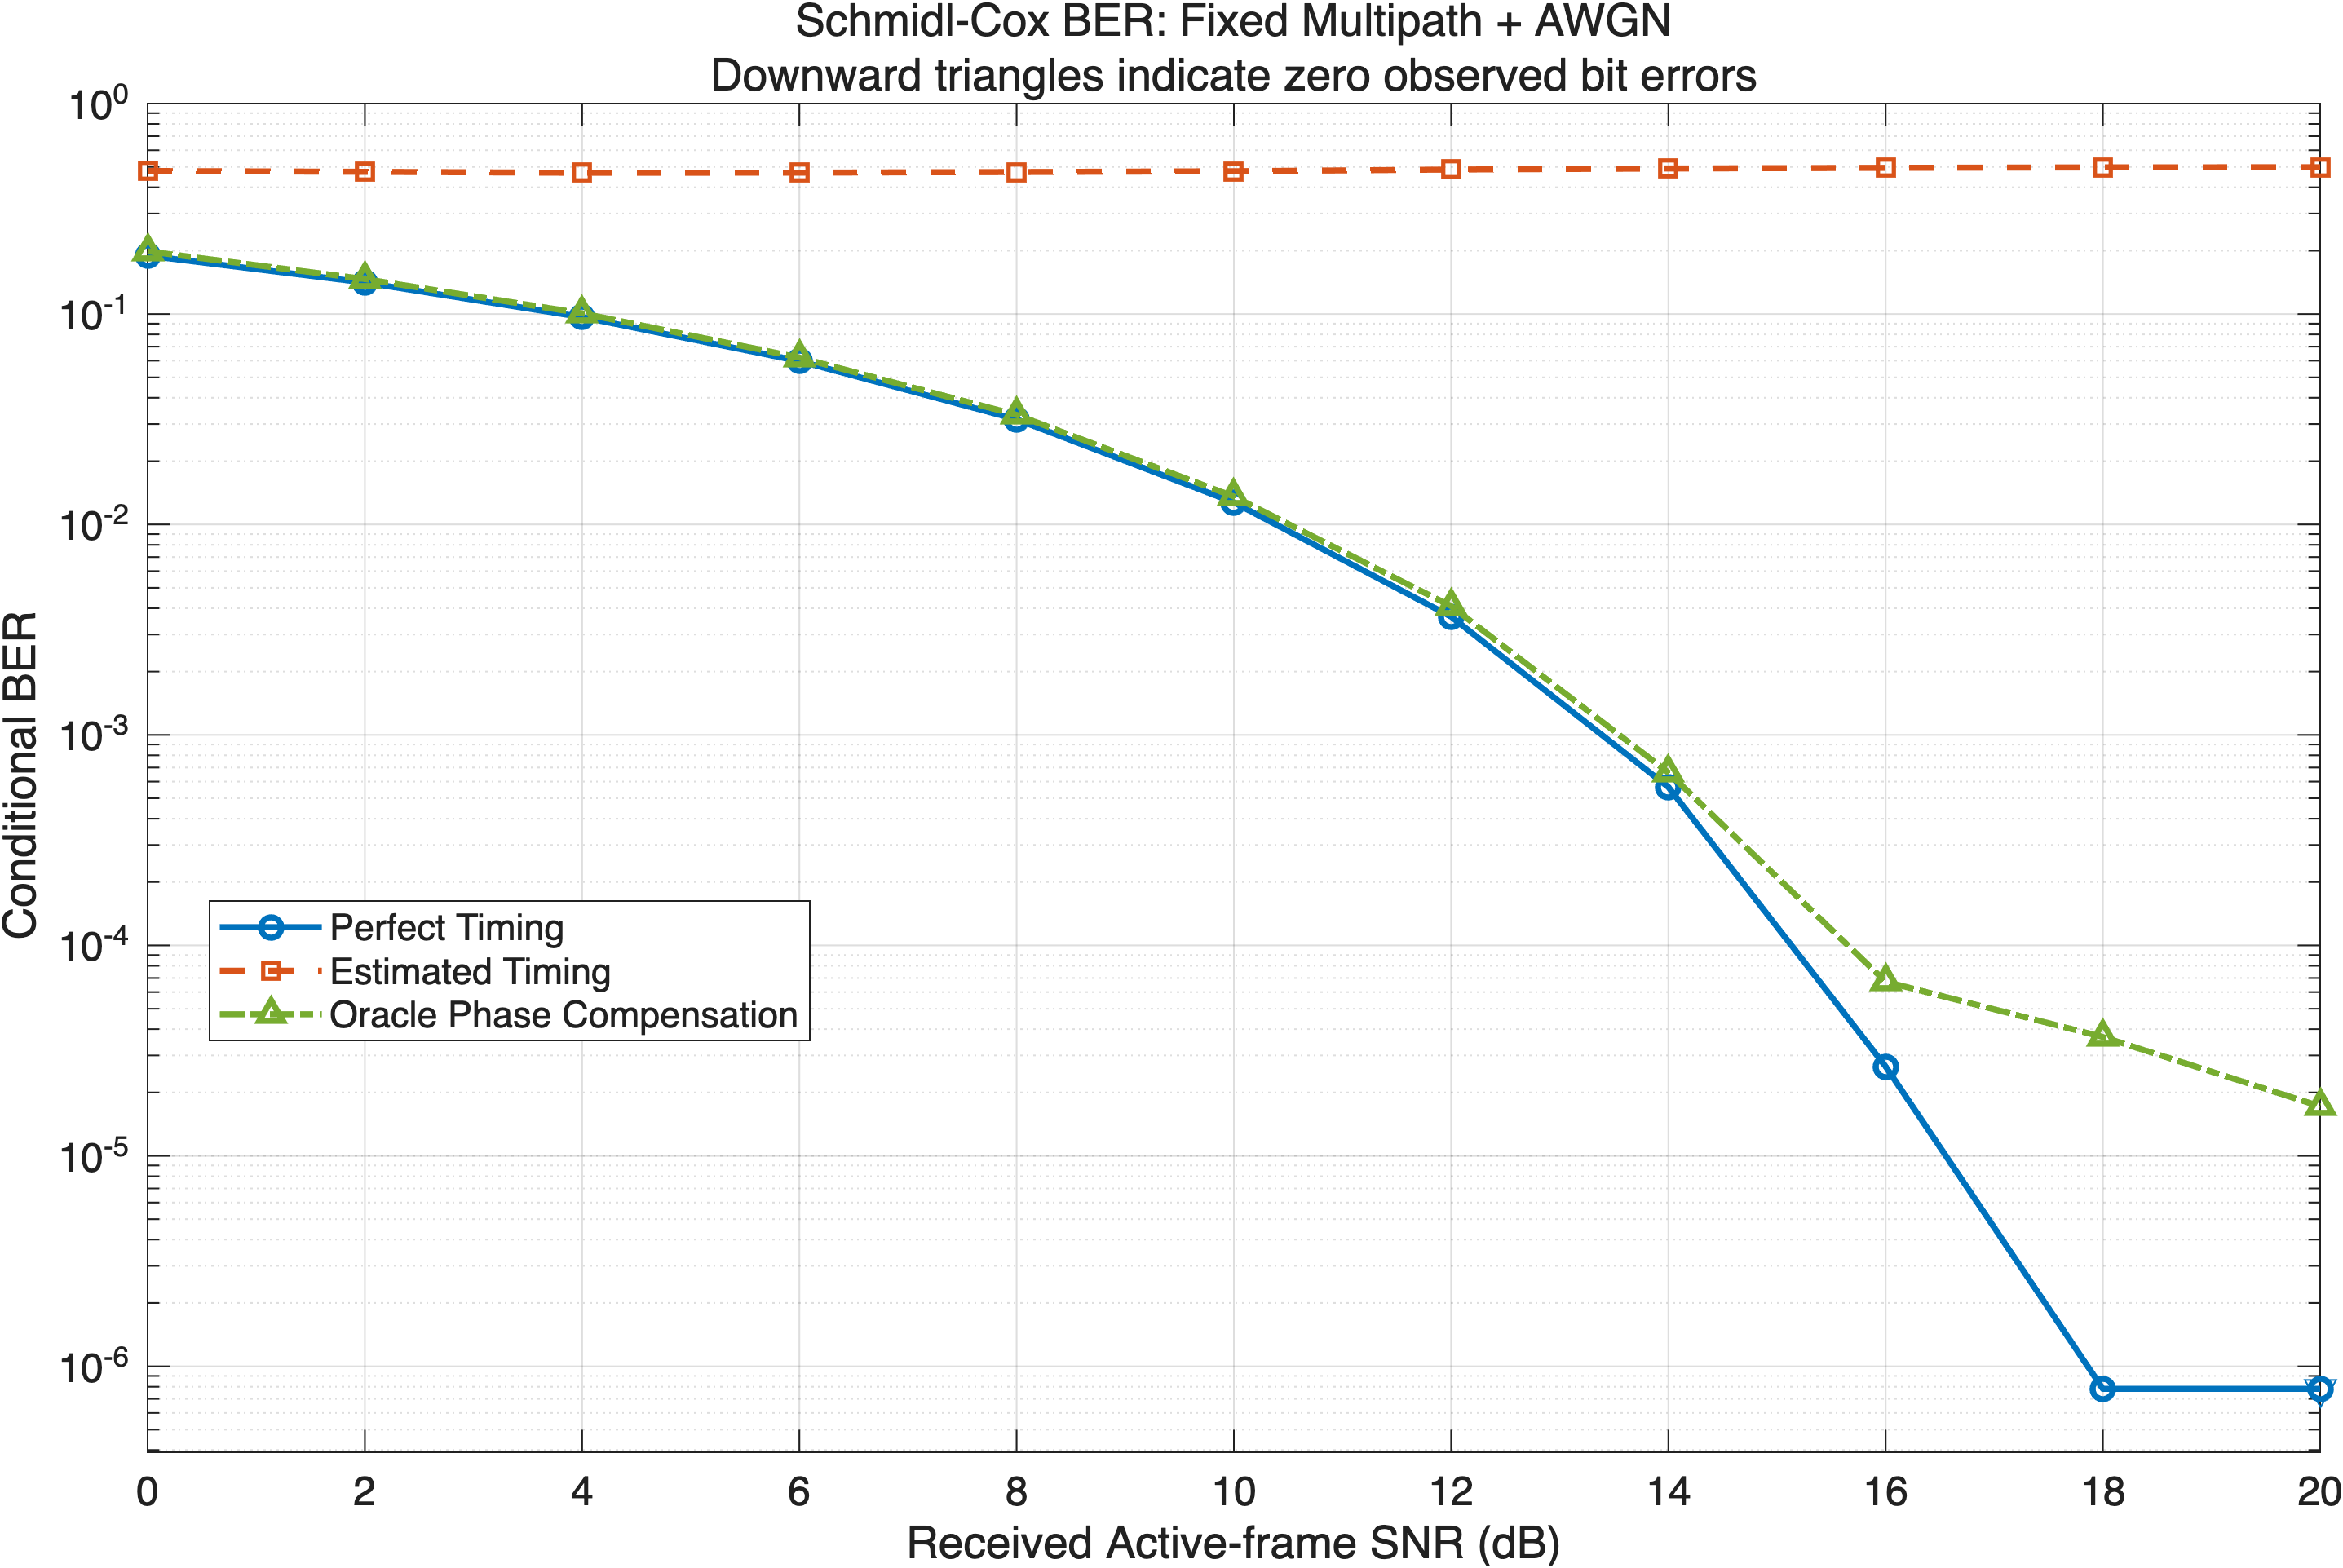 Schmidl-Cox BER: Fixed Multipath + AWGN
Downward triangles indicate zero observed bit errors
10^0
10^-1
10^-2
10^-3
10^-4
10^-5
10^-6
Conditional BER
Perfect Timing
Estimated Timing
Oracle Phase Compensation
0 2 4 6 8 10 12 14 16 18 20
Received Active-frame SNR (dB)